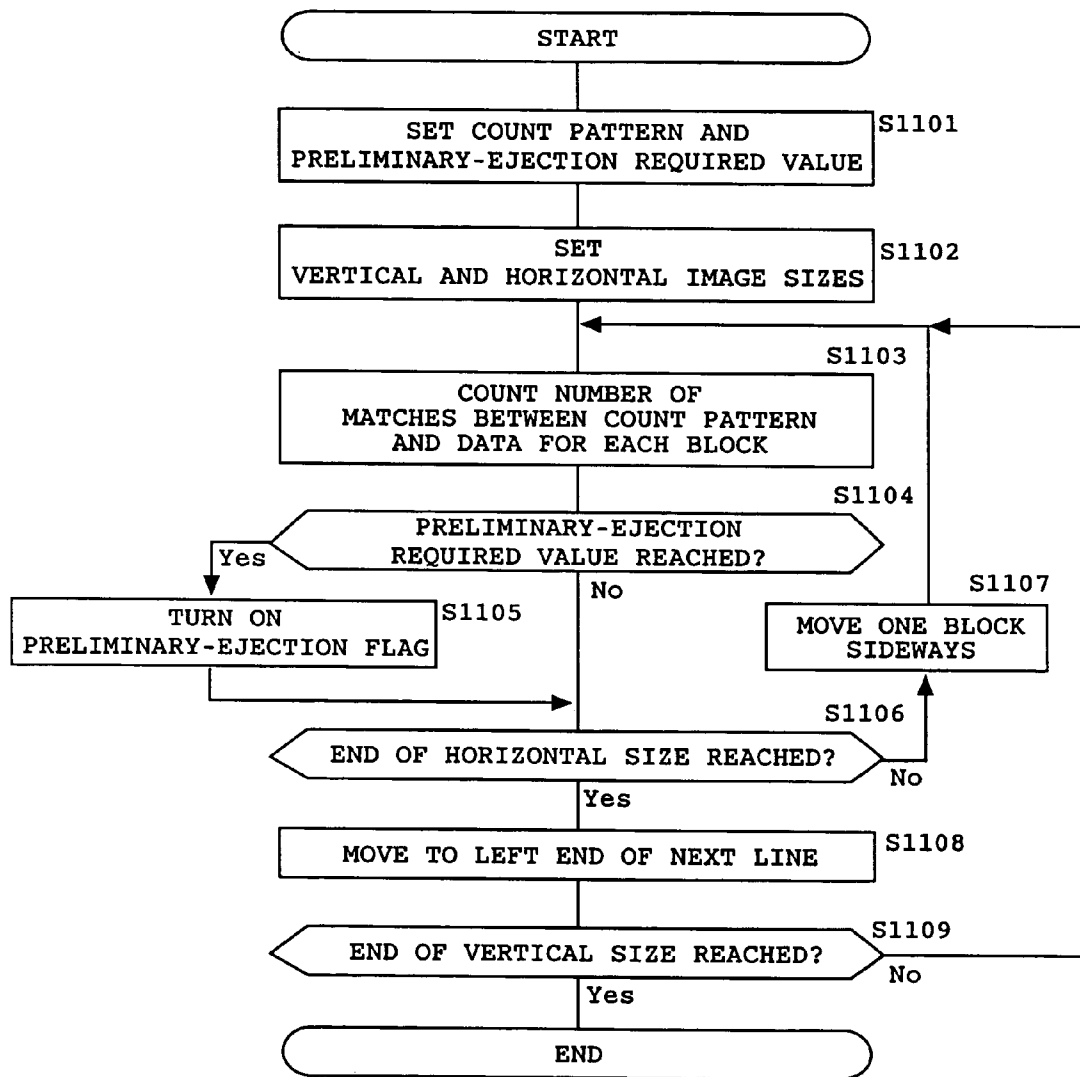 START
S1101
SET COUNT PATTERN AND
PRELIMINARY-EJECTION REQUIRED VALUE
S1102
SET
VERTICAL AND HORIZONTAL IMAGE SIZES
S1103
COUNT NUMBER OF
MATCHES BETWEEN COUNT PATTERN
AND DATA FOR EACH BLOCK
S1104
PRELIMINARY-EJECTION
REQUIRED VALUE REACHED?
Yes
No
S1105
TURN ON
PRELIMINARY-EJECTION FLAG
S1107
MOVE ONE BLOCK
SIDEWAYS
S1106
END OF HORIZONTAL SIZE REACHED?
No
Yes
S1108
MOVE TO LEFT END OF NEXT LINE
S1109
END OF VERTICAL SIZE REACHED?
No
Yes
END